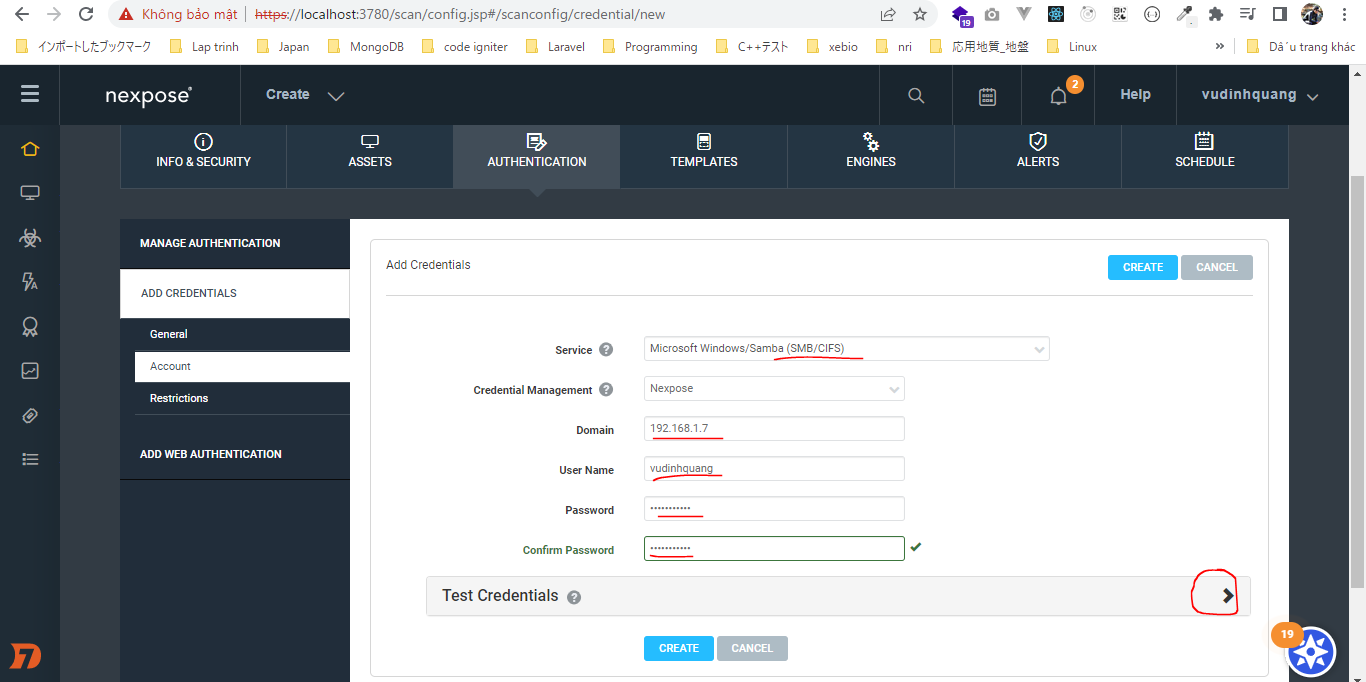 Không bảo mật https://localhost:3780/scan/config.jsp#/scanconfig/credential/new
19
インポートしたブックマーク Lap trinh Japan MongoDB code igniter Laravel Programming C++テスト xebio nri 応用地質_地盤 Linux » Dấu trang khác
nexpose® Create 2 Help vudinhquang
INFO & SECURITY ASSETS AUTHENTICATION TEMPLATES ENGINES ALERTS SCHEDULE
MANAGE AUTHENTICATION
ADD CREDENTIALS
General
Account
Restrictions
ADD WEB AUTHENTICATION
Add Credentials CREATE CANCEL
Service ? Microsoft Windows/Samba (SMB/CIFS)
Credential Management ? Nexpose
Domain 192.168.1.7
User Name vudinhquang
Password •••••••••••
Confirm Password •••••••••••
Test Credentials ?
CREATE CANCEL
19